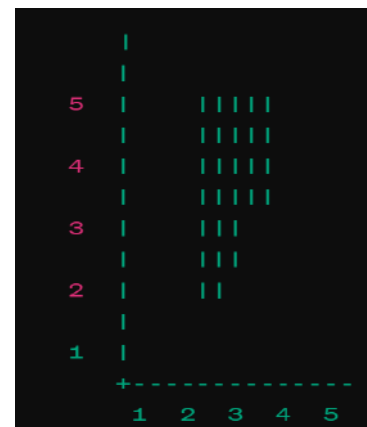 |
      |
5     |    |||||
      |    |||||
4     |    |||||
      |    |||||
3     |    |||
      |    |||
2     |    ||
      |
1     |
      +--------------
       1  2  3  4  5